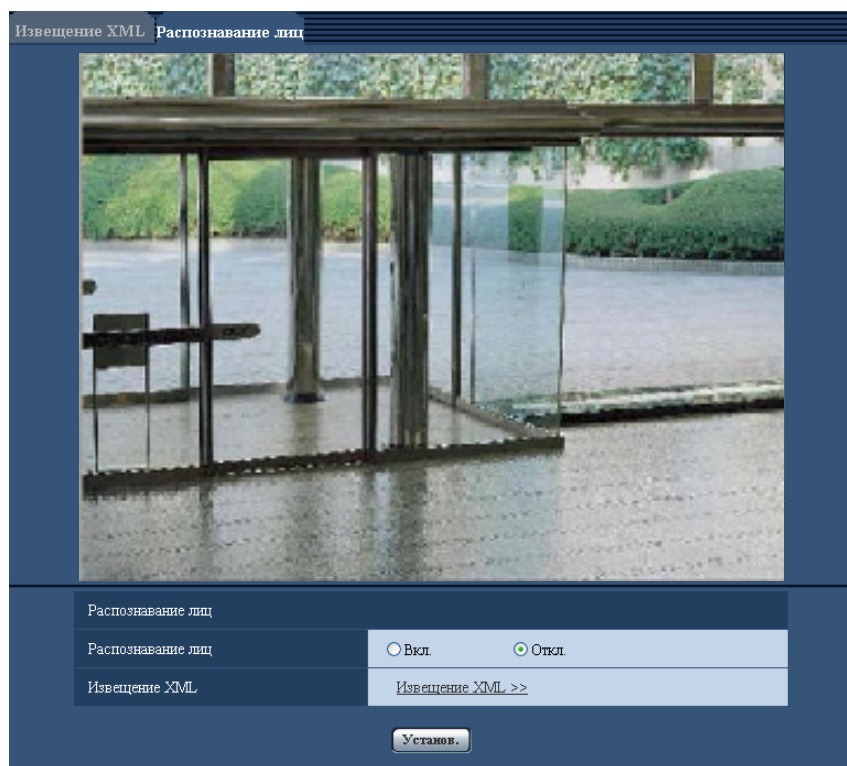 Извещение XML Распознавание лиц
Распознавание лиц
Распознавание лиц Вкл. Откл.
Извещение XML Извещение XML >>
Установ.